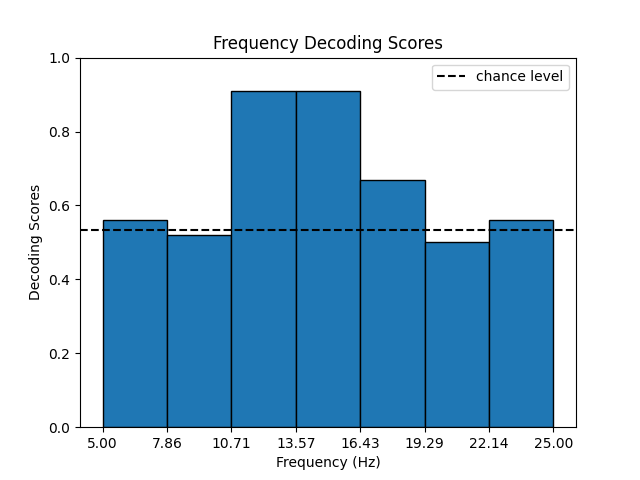 Frequency Decoding Scores
chance level
Decoding Scores
1.0
0.8
0.6
0.4
0.2
0.0
5.00 7.86 10.71 13.57 16.43 19.29 22.14 25.00
Frequency (Hz)